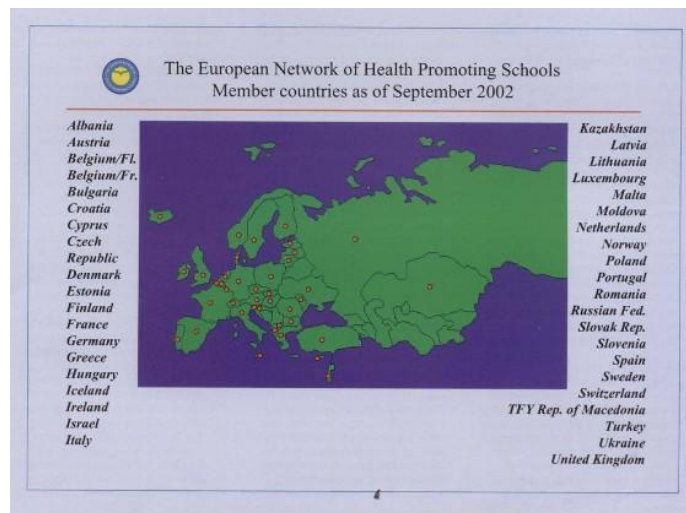 The European Network of Health Promoting Schools
Member countries as of September 2002
Albania
Austria
Belgium/Fl.
Belgium/Fr.
Bulgaria
Croatia
Cyprus
Czech
Republic
Denmark
Estonia
Finland
France
Germany
Greece
Hungary
Iceland
Ireland
Israel
Italy
Kazakhstan
Latvia
Lithuania
Luxembourg
Malta
Moldova
Netherlands
Norway
Poland
Portugal
Romania
Russian Fed.
Slovak Rep.
Slovenia
Spain
Sweden
Switzerland
TFY Rep. of Macedonia
Turkey
Ukraine
United Kingdom